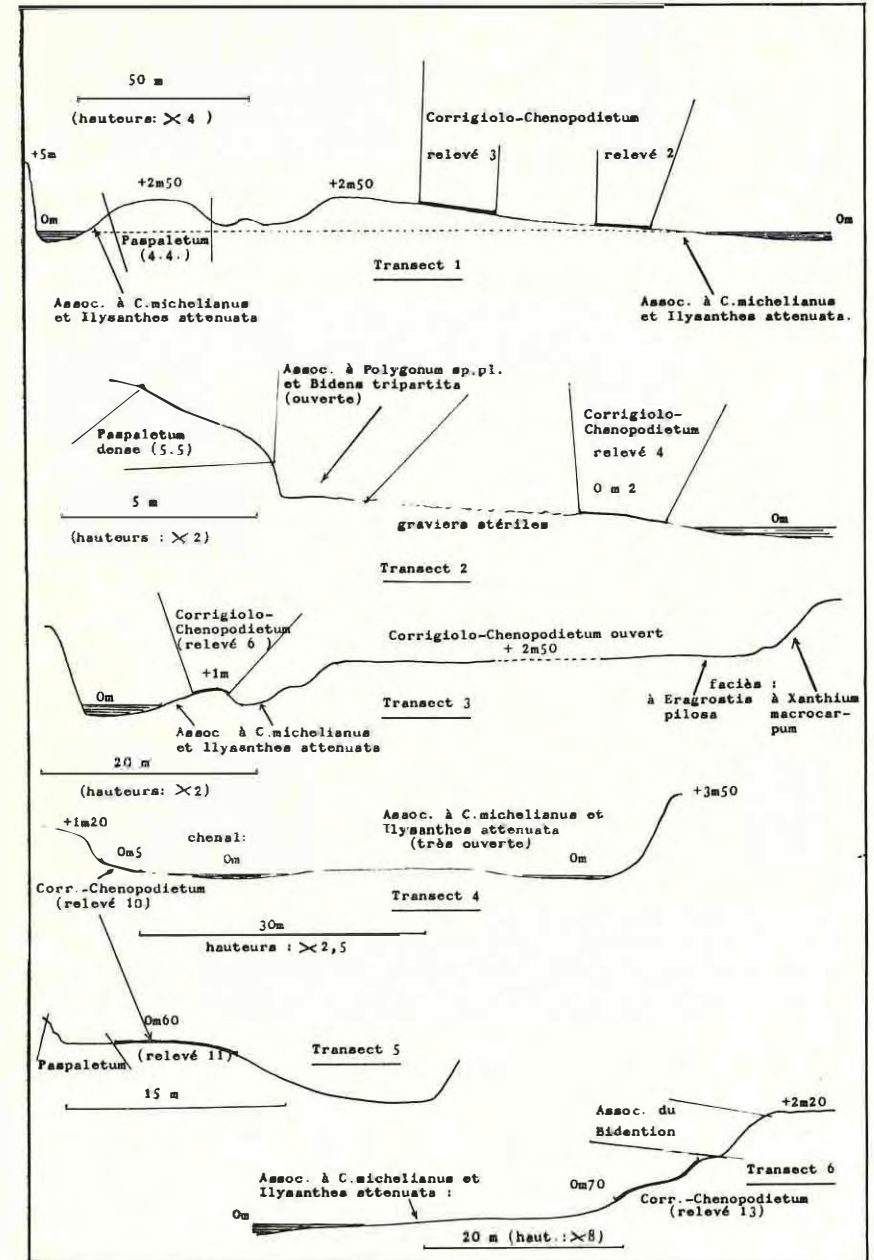 50 m
(hauteurs: × 4 )
Corrigiolo-Chenopodietum
relevé 3
relevé 2
+5m
+2m50
+2m50
0m
0m
Paspaletum
(4.4.)
Transect 1
Assoc. à C.michelianus
et Ilysanthes attenuata
Assoc. à C.michelianus
et Ilysanthes attenuata.
Assoc. à Polygonum sp.pl.
et Bidens tripartita
(ouverte)
Paspaletum
dense (5.5)
Corrigiolo-
Chenopodietum
relevé 4
0 m 2
5 m
(hauteurs : × 2)
graviers stériles
0m
Transect 2
Corrigiolo-
Chenopodietum
(relevé 6 )
+1m
Corrigiolo-Chenopodietum ouvert
+ 2m50
0m
Transect 3
faciès :
à Eragrostis
pilosa
à Xanthium
macrocar-
pum
Assoc à C.michelianus
et Ilysanthes attenuata
20 m
(hauteurs: ×2)
+1m20
0m5
chenal:
0m
Assoc. à C.michelianus et
Ilysanthes attenuata
(très ouverte)
0m
+3m50
Corr.-Chenopodietum
(relevé 10)
Transect 4
30m
hauteurs : × 2,5
0m60
(relevé 11)
Transect 5
Paspaletum
15 m
Assoc. du
Bidention
+2m20
Transect 6
Assoc. à C.michelianus et
Ilysanthes attenuata :
0m70
Corr.-Chenopodietum
(relevé 13)
0m
20 m (haut.:×8)